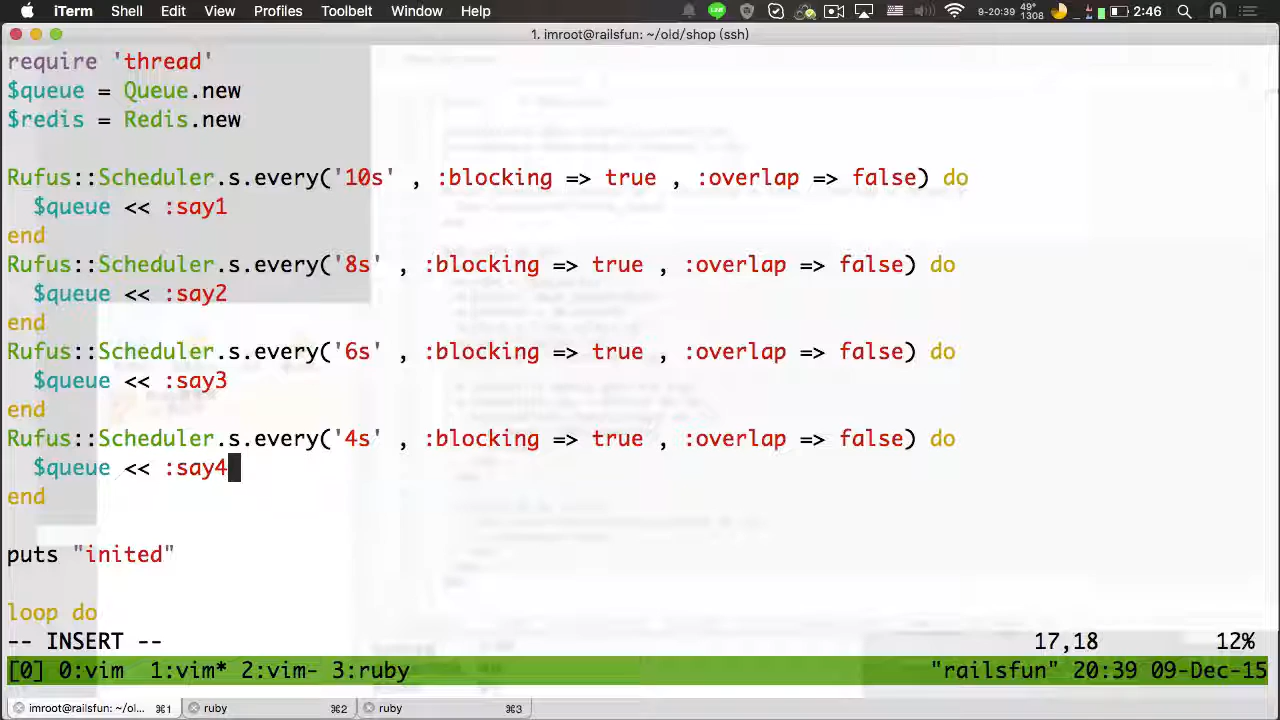 iTerm Shell Edit View Profiles Toolbelt Window Help 9-20:39 49° 1308 2:46
1. imroot@railsfun: ~/old/shop (ssh)
require 'thread'
$queue = Queue.new
$redis = Redis.new
Rufus::Scheduler.s.every('10s' , :blocking => true , :overlap => false) do
  $queue << :say1
end
Rufus::Scheduler.s.every('8s' , :blocking => true , :overlap => false) do
  $queue << :say2
end
Rufus::Scheduler.s.every('6s' , :blocking => true , :overlap => false) do
  $queue << :say3
end
Rufus::Scheduler.s.every('4s' , :blocking => true , :overlap => false) do
  $queue << :say4
end
puts "inited"
loop do
-- INSERT -- 17,18 12%
[0] 0:vim 1:vim* 2:vim- 3:ruby "railsfun" 20:39 09-Dec-15
imroot@railsfun: ~/ol... ⌘1 ruby ⌘2 ruby ⌘3